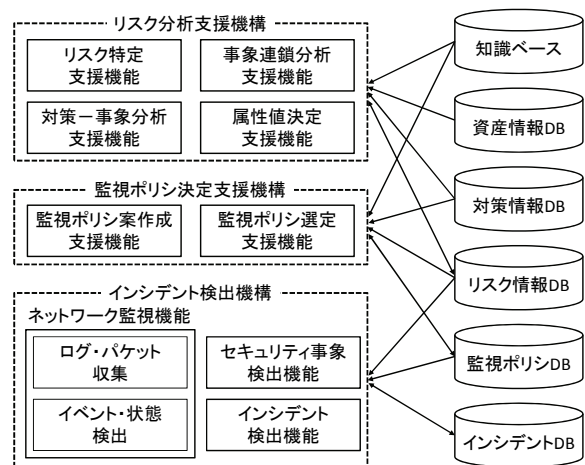 リスク分析支援機構
リスク特定
支援機能
事象連鎖分析
支援機能
対策－事象分析
支援機能
属性値決定
支援機能
監視ポリシ決定支援機構
監視ポリシ案作成
支援機能
監視ポリシ選定
支援機能
インシデント検出機構
ネットワーク監視機能
ログ・パケット
収集
イベント・状態
検出
セキュリティ事象
検出機能
インシデント
検出機能
知識ベース
資産情報DB
対策情報DB
リスク情報DB
監視ポリシDB
インシデントDB